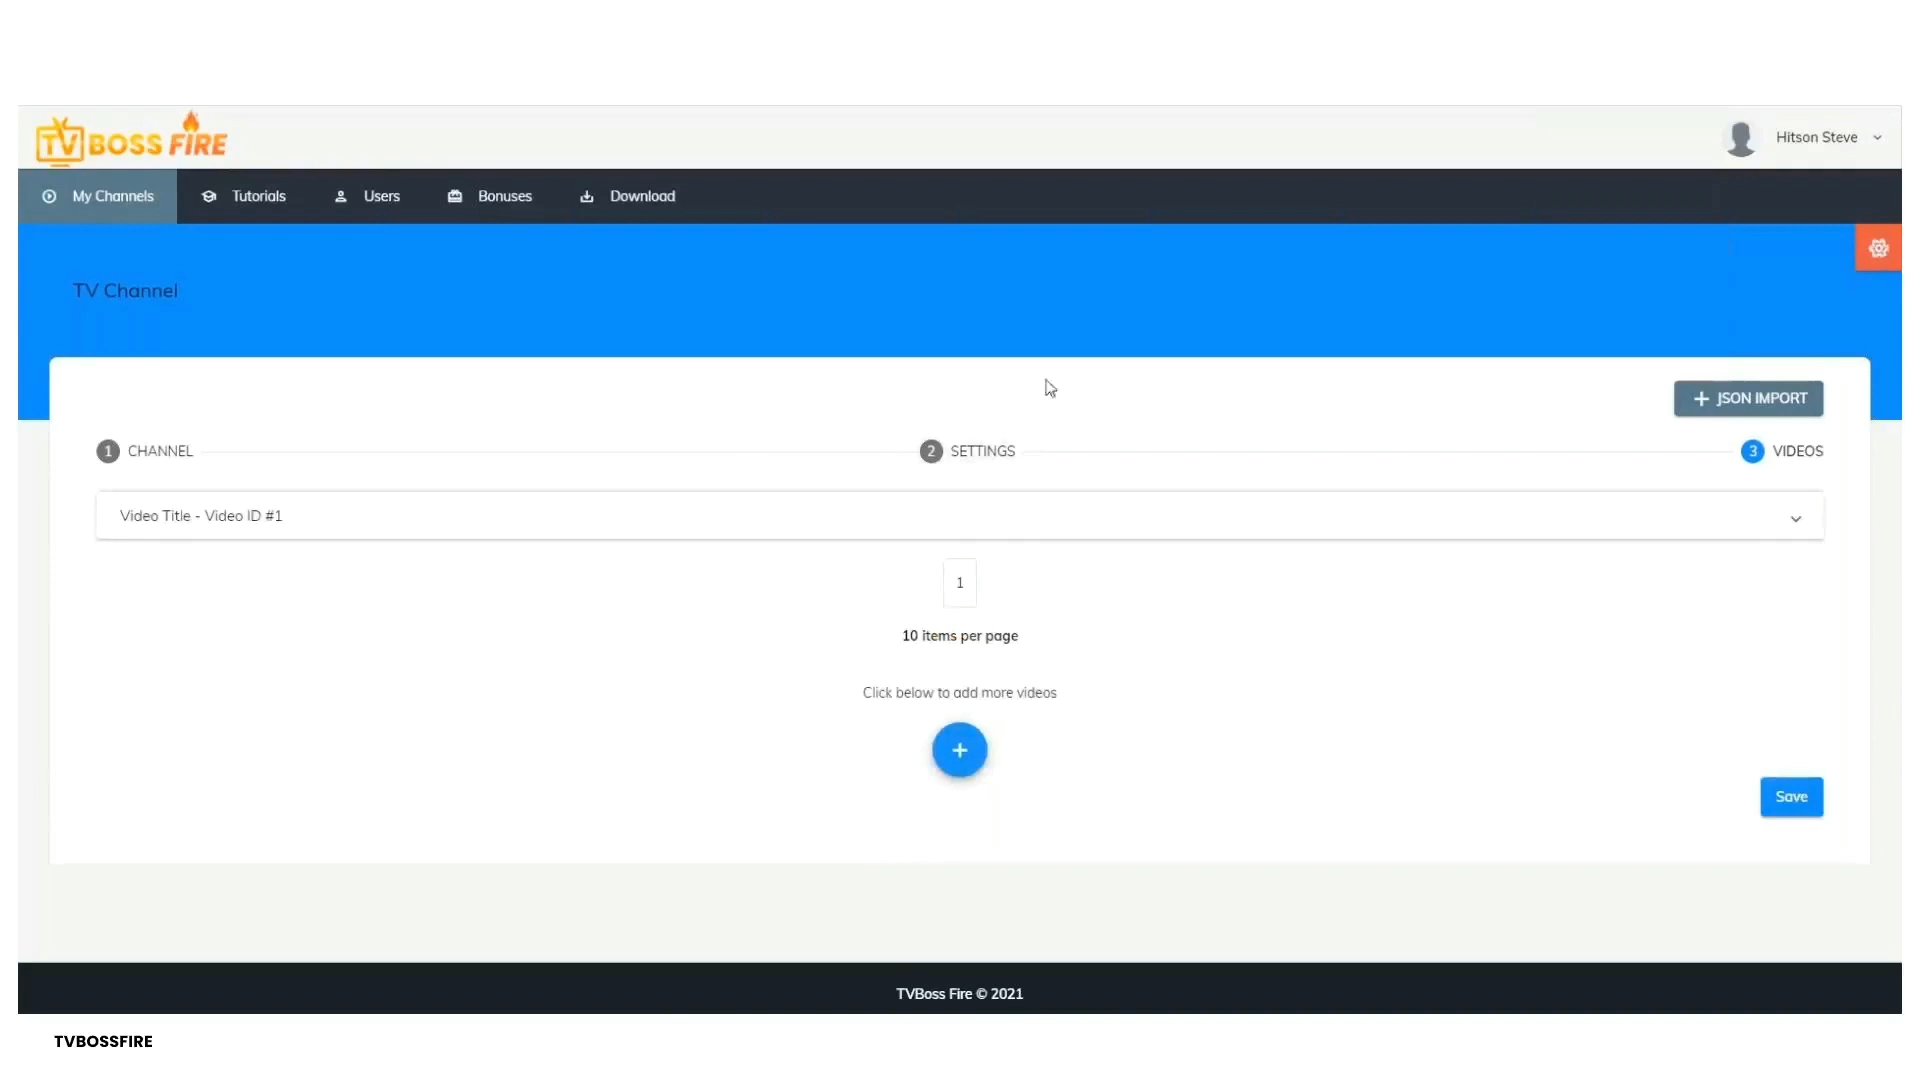 TV BOSS FIRE
Hitson Steve
My Channels
Tutorials
Users
Bonuses
Download
TV Channel
JSON IMPORT
1 CHANNEL
2 SETTINGS
3 VIDEOS
Video Title - Video ID #1
1
10 items per page
Click below to add more videos
+
Save
TVBoss Fire © 2021
TVBOSSFIRE